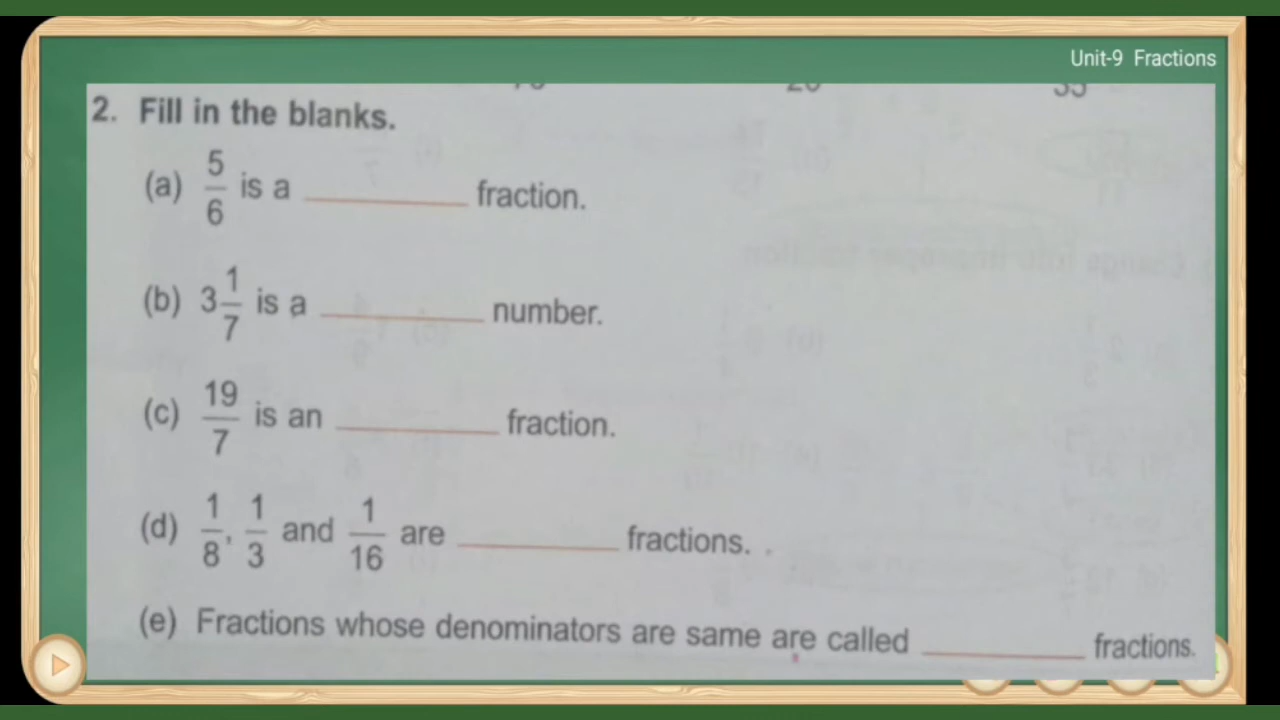 Unit-9 Fractions
2. Fill in the blanks.
(a) 5/6 is a ________ fraction.
(b) 3 1/7 is a ________ number.
(c) 19/7 is an ________ fraction.
(d) 1/8, 1/3 and 1/16 are ________ fractions.
(e) Fractions whose denominators are same are called ________ fractions.